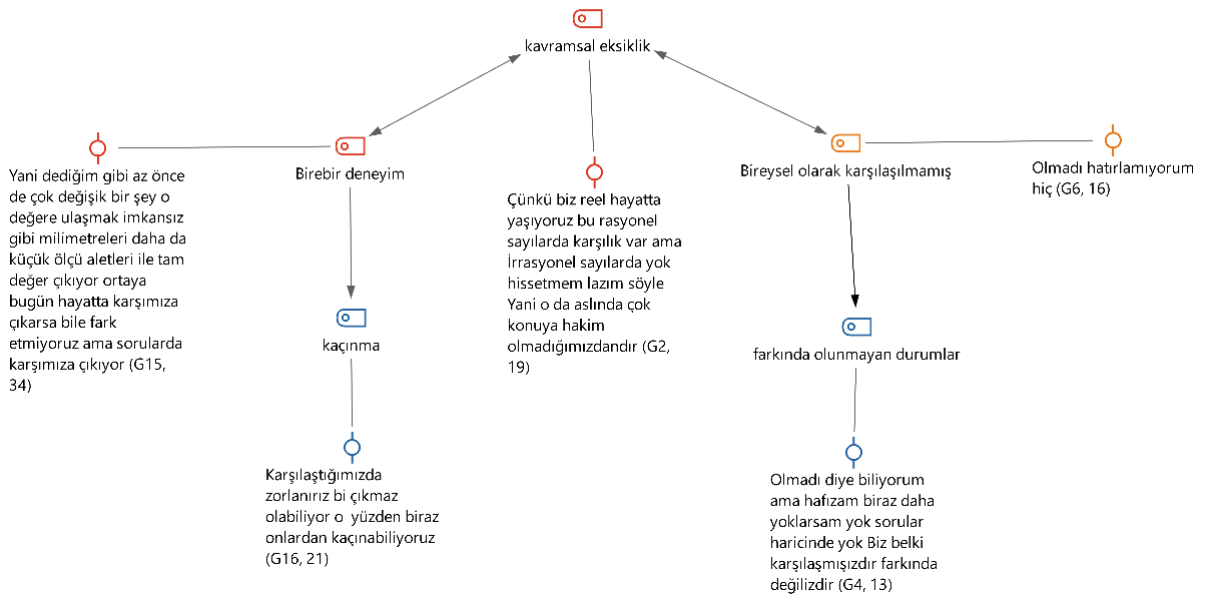 kavramsal eksiklik
Birebir deneyim
Bireysel olarak karşılaşılmamış
Yani dediğim gibi az önce
de çok değişik bir şey o
değere ulaşmak imkansız
gibi milimetreleri daha da
küçük ölçü aletleri ile tam
değer çıkıyor ortaya
bugün hayatta karşımıza
çıkarsa bile fark
etmiyoruz ama sorularda
karşımıza çıkıyor (G15,
34)
Çünkü biz reel hayatta
yaşıyoruz bu rasyonel
sayılarda karşılık var ama
İrrasyonel sayılarda yok
hissetmem lazım söyle
Yani o da aslında çok
konuya hakim
olmadığımızdandır (G2,
19)
Olmadı hatırlamıyorum
hiç (G6, 16)
kaçınma
farkında olunmayan durumlar
Karşılaştığımızda
zorlanırız bi çıkmaz
olabiliyor o  yüzden biraz
onlardan kaçınabiliyoruz
(G16, 21)
Olmadı diye biliyorum
ama hafızam biraz daha
yoklarsam yok sorular
haricinde yok Biz belki
karşılaşmışızdır farkında
değilizdir (G4, 13)